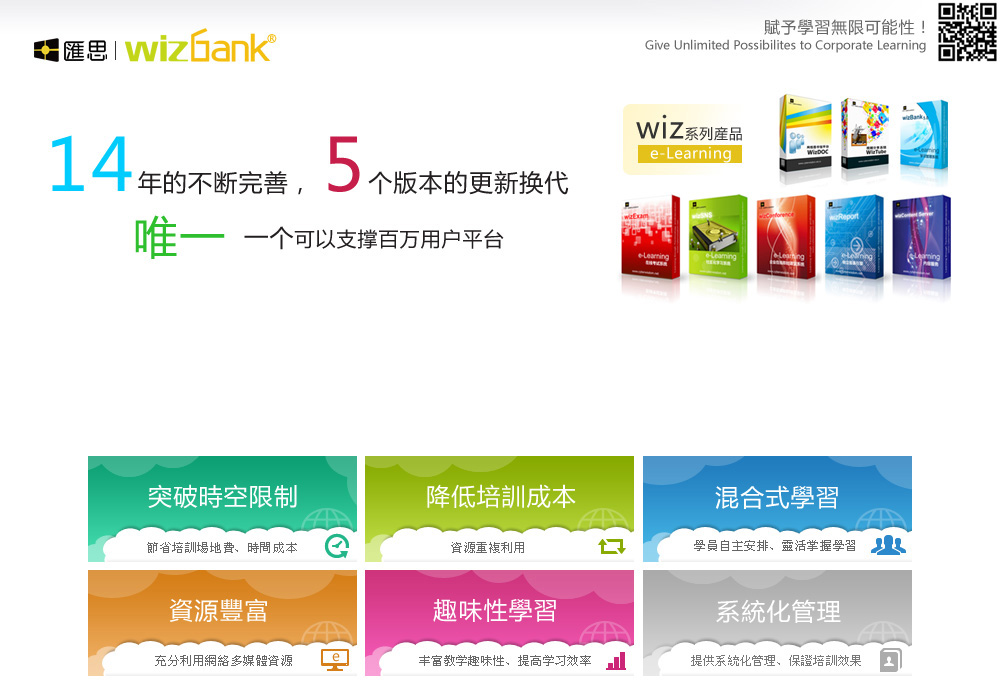 匯思 wizbank®
賦予學習無限可能性！
Give Unlimited Possibilites to Corporate Learning
14年的不断完善， 5个版本的更新换代
唯一 一个可以支撑百万用户平台
wiz系列産品
e-Learning
WizDOC
WizTube
wizBank
e-Learning
wizExam
e-Learning
在线考试系统
wizSNS
e-Learning
wizConference
e-Learning
wizReport
e-Learning
wizContent Server
e-Learning
突破時空限制
節省培訓場地費、時間成本
降低培訓成本
資源重複利用
混合式學習
學員自主安排、靈活掌握學習
資源豐富
充分利用網絡多媒體資源
e
趣味性學習
丰富教学趣味性、提高学习效率
系統化管理
提供系統化管理、保證培訓效果